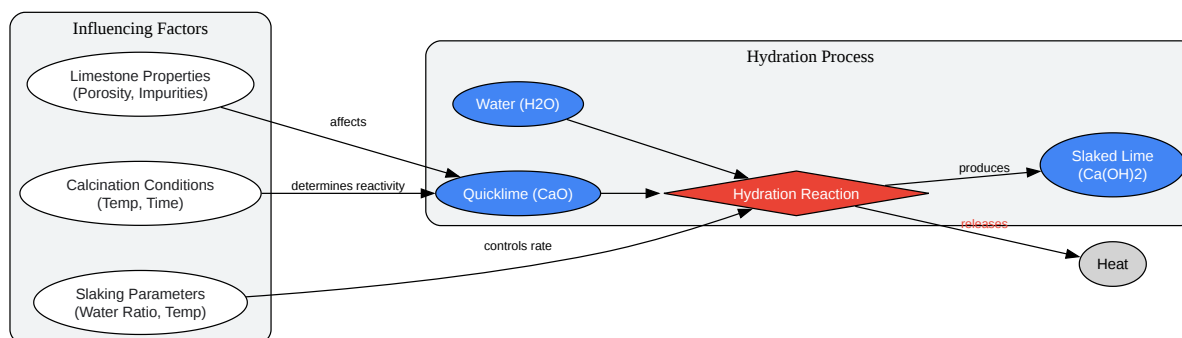 Influencing Factors
Limestone Properties
(Porosity, Impurities)
Calcination Conditions
(Temp, Time)
Slaking Parameters
(Water Ratio, Temp)
affects
determines reactivity
controls rate
Hydration Process
Water (H2O)
Quicklime (CaO)
Hydration Reaction
produces
releases
Slaked Lime
(Ca(OH)2)
Heat